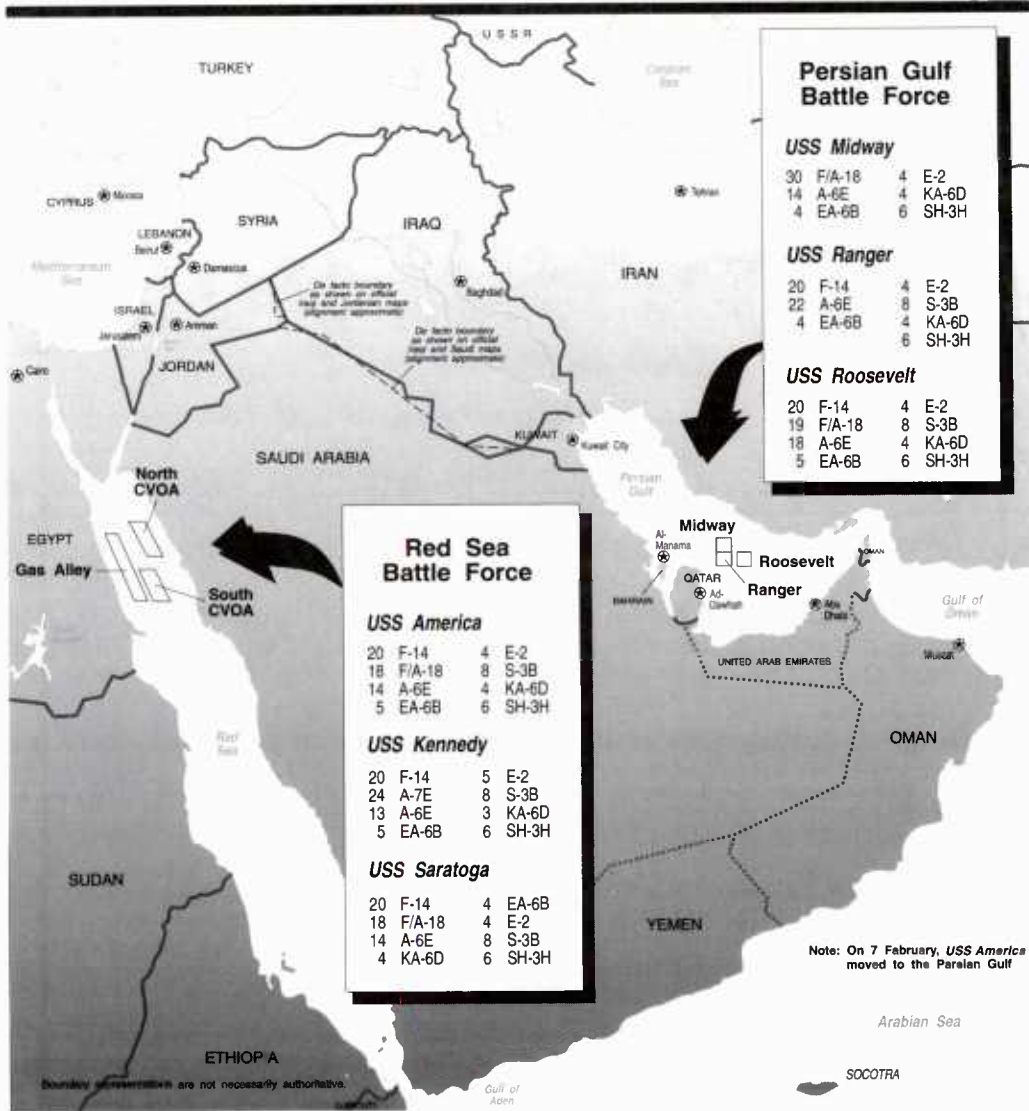 USSR
TURKEY
Caspian
Sea
CYPRUS
Nicosia
SYRIA
LEBANON
Beirut
Damascus
Mediterranean
Sea
IRAQ
Baghdad
Tehran
IRAN
De facto boundary
as shown on official
Iraqi and Jordanian maps
(alignment approximate)
De facto boundary
as shown on official
Iraqi and Saudi maps
(alignment approximate)
ISRAEL
Jerusalem
Amman
JORDAN
Cairo
KUWAIT
Kuwait City
SAUDI ARABIA
North
CVOA
EGYPT
Gas Alley
South
CVOA
Persian
Gulf
Midway
Al-
Manama
Roosevelt
Ranger
BAHRAIN
QATAR
Ad-
Dawhah
Abu
Dhabi
OMAN
Gulf of
Oman
Muscat
UNITED ARAB EMIRATES
Red
Sea
OMAN
SUDAN
YEMEN
ETHIOP A
Gulf of
Aden
Arabian Sea
SOCOTRA
Persian Gulf
Battle Force
USS Midway
30 F/A-18 4 E-2
14 A-6E 4 KA-6D
4 EA-6B 6 SH-3H
USS Ranger
20 F-14 4 E-2
22 A-6E 8 S-3B
4 EA-6B 4 KA-6D
6 SH-3H
USS Roosevelt
20 F-14 4 E-2
19 F/A-18 8 S-3B
18 A-6E 4 KA-6D
5 EA-6B 6 SH-3H
Red Sea
Battle Force
USS America
20 F-14 4 E-2
18 F/A-18 8 S-3B
14 A-6E 4 KA-6D
5 EA-6B 6 SH-3H
USS Kennedy
20 F-14 5 E-2
24 A-7E 8 S-3B
13 A-6E 3 KA-6D
5 EA-6B 6 SH-3H
USS Saratoga
20 F-14 4 EA-6B
18 F/A-18 4 E-2
14 A-6E 8 S-3B
4 KA-6D 6 SH-3H
Note: On 7 February, USS America
moved to the Persian Gulf
Boundary representations are not necessarily authoritative.